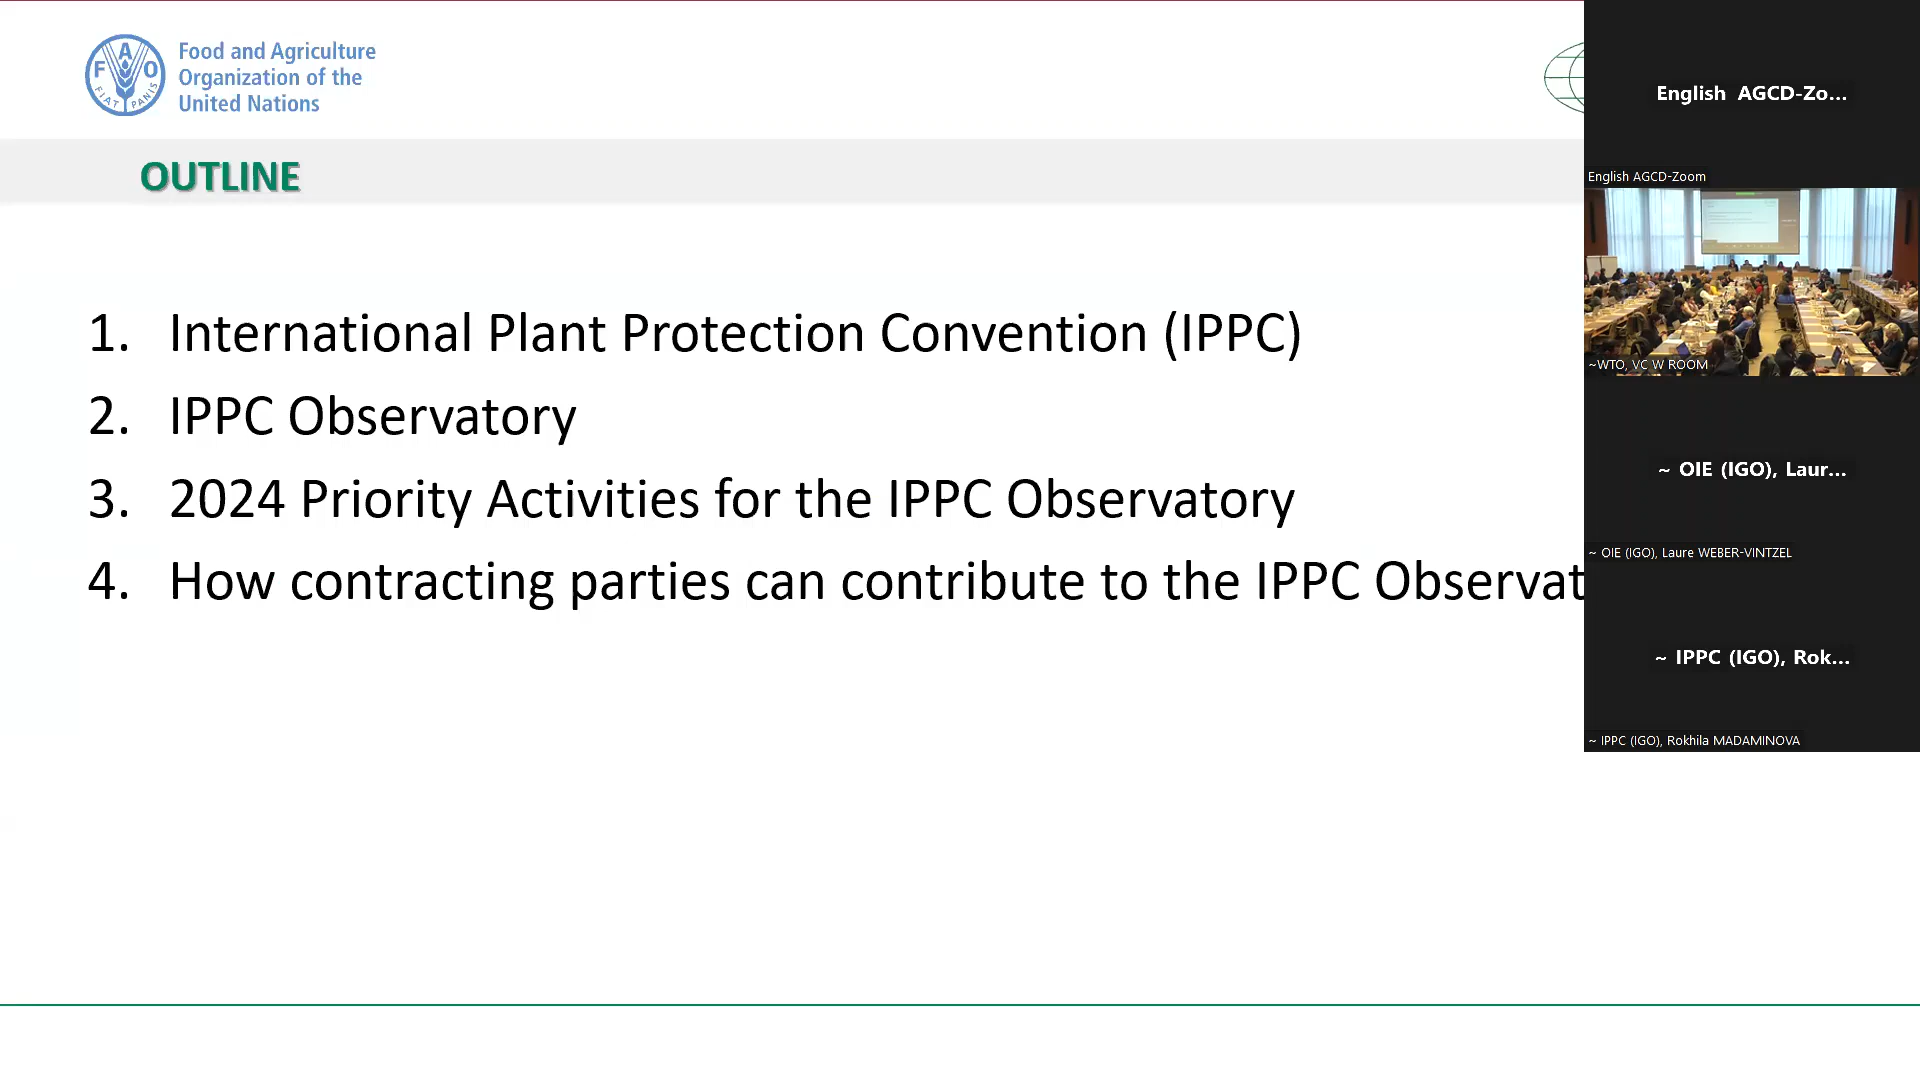 Food and Agriculture
Organization of the
United Nations
F A O
FIAT PANIS
OUTLINE
1. International Plant Protection Convention (IPPC)
2. IPPC Observatory
3. 2024 Priority Activities for the IPPC Observatory
4. How contracting parties can contribute to the IPPC Observat
English AGCD-Zo...
English AGCD-Zoom
~WTO, VC W ROOM
~ OIE (IGO), Laur...
~ OIE (IGO), Laure WEBER-VINTZEL
~ IPPC (IGO), Rok...
~ IPPC (IGO), Rokhila MADAMINOVA